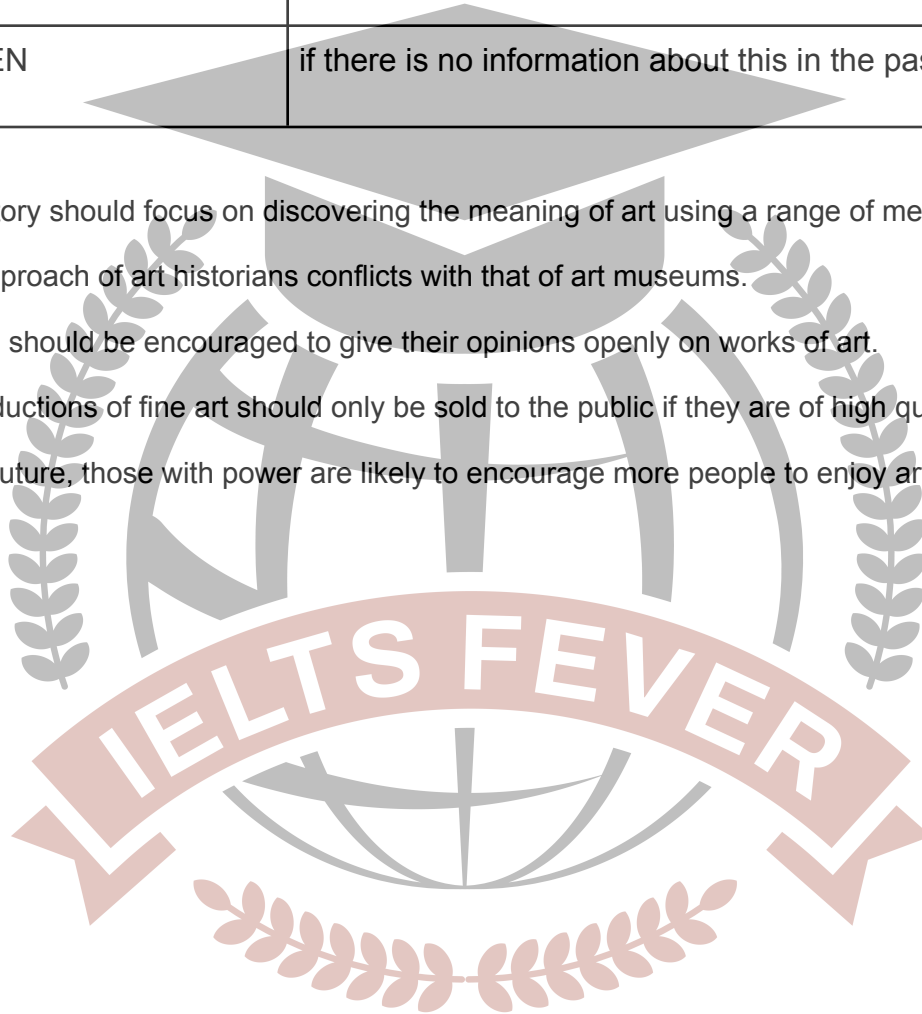 EN
if there is no information about this in the pas
tory should focus on discovering the meaning of art using a range of me
proach of art historians conflicts with that of art museums.
should be encouraged to give their opinions openly on works of art.
ductions of fine art should only be sold to the public if they are of high qu
uture, those with power are likely to encourage more people to enjoy ar
IELTS FEVER